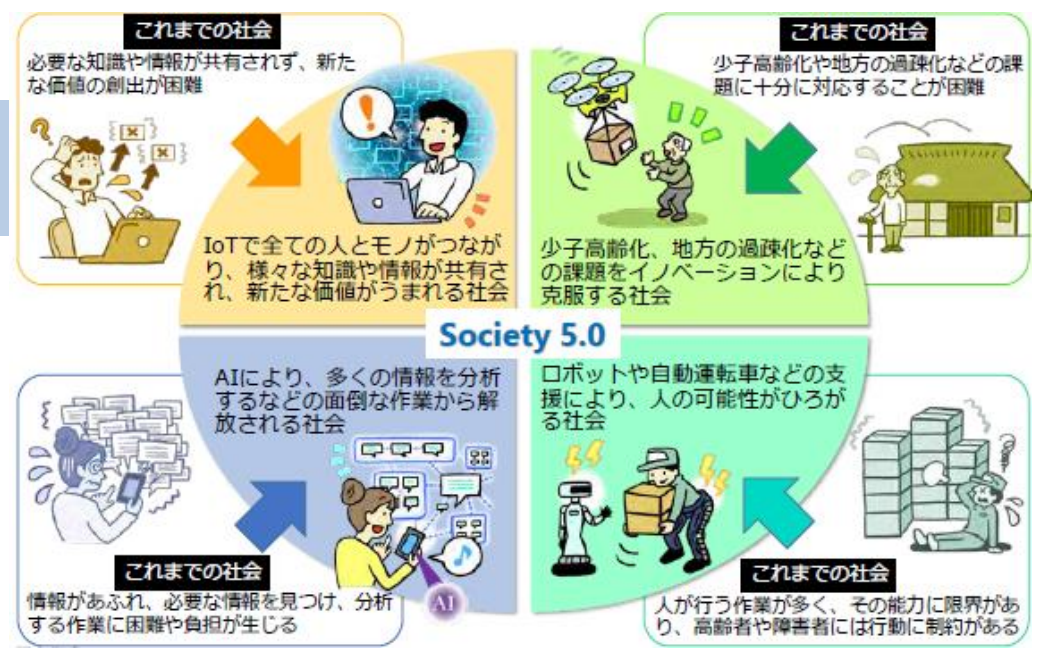 これまでの社会
必要な知識や情報が共有されず、新た
な価値の創出が困難
IoTで全ての人とモノがつなが
り、様々な知識や情報が共有さ
れ、新たな価値がうまれる社会
これまでの社会
少子高齢化や地方の過疎化などの課
題に十分に対応することが困難
少子高齢化、地方の過疎化など
の課題をイノベーションにより
克服する社会
Society 5.0
AIにより、多くの情報を分析
するなどの面倒な作業から解
放される社会
AI
これまでの社会
情報があふれ、必要な情報を見つけ、分析
する作業に困難や負担が生じる
ロボットや自動運転車などの支
援により、人の可能性がひろが
る社会
これまでの社会
人が行う作業が多く、その能力に限界があ
り、高齢者や障害者には行動に制約がある